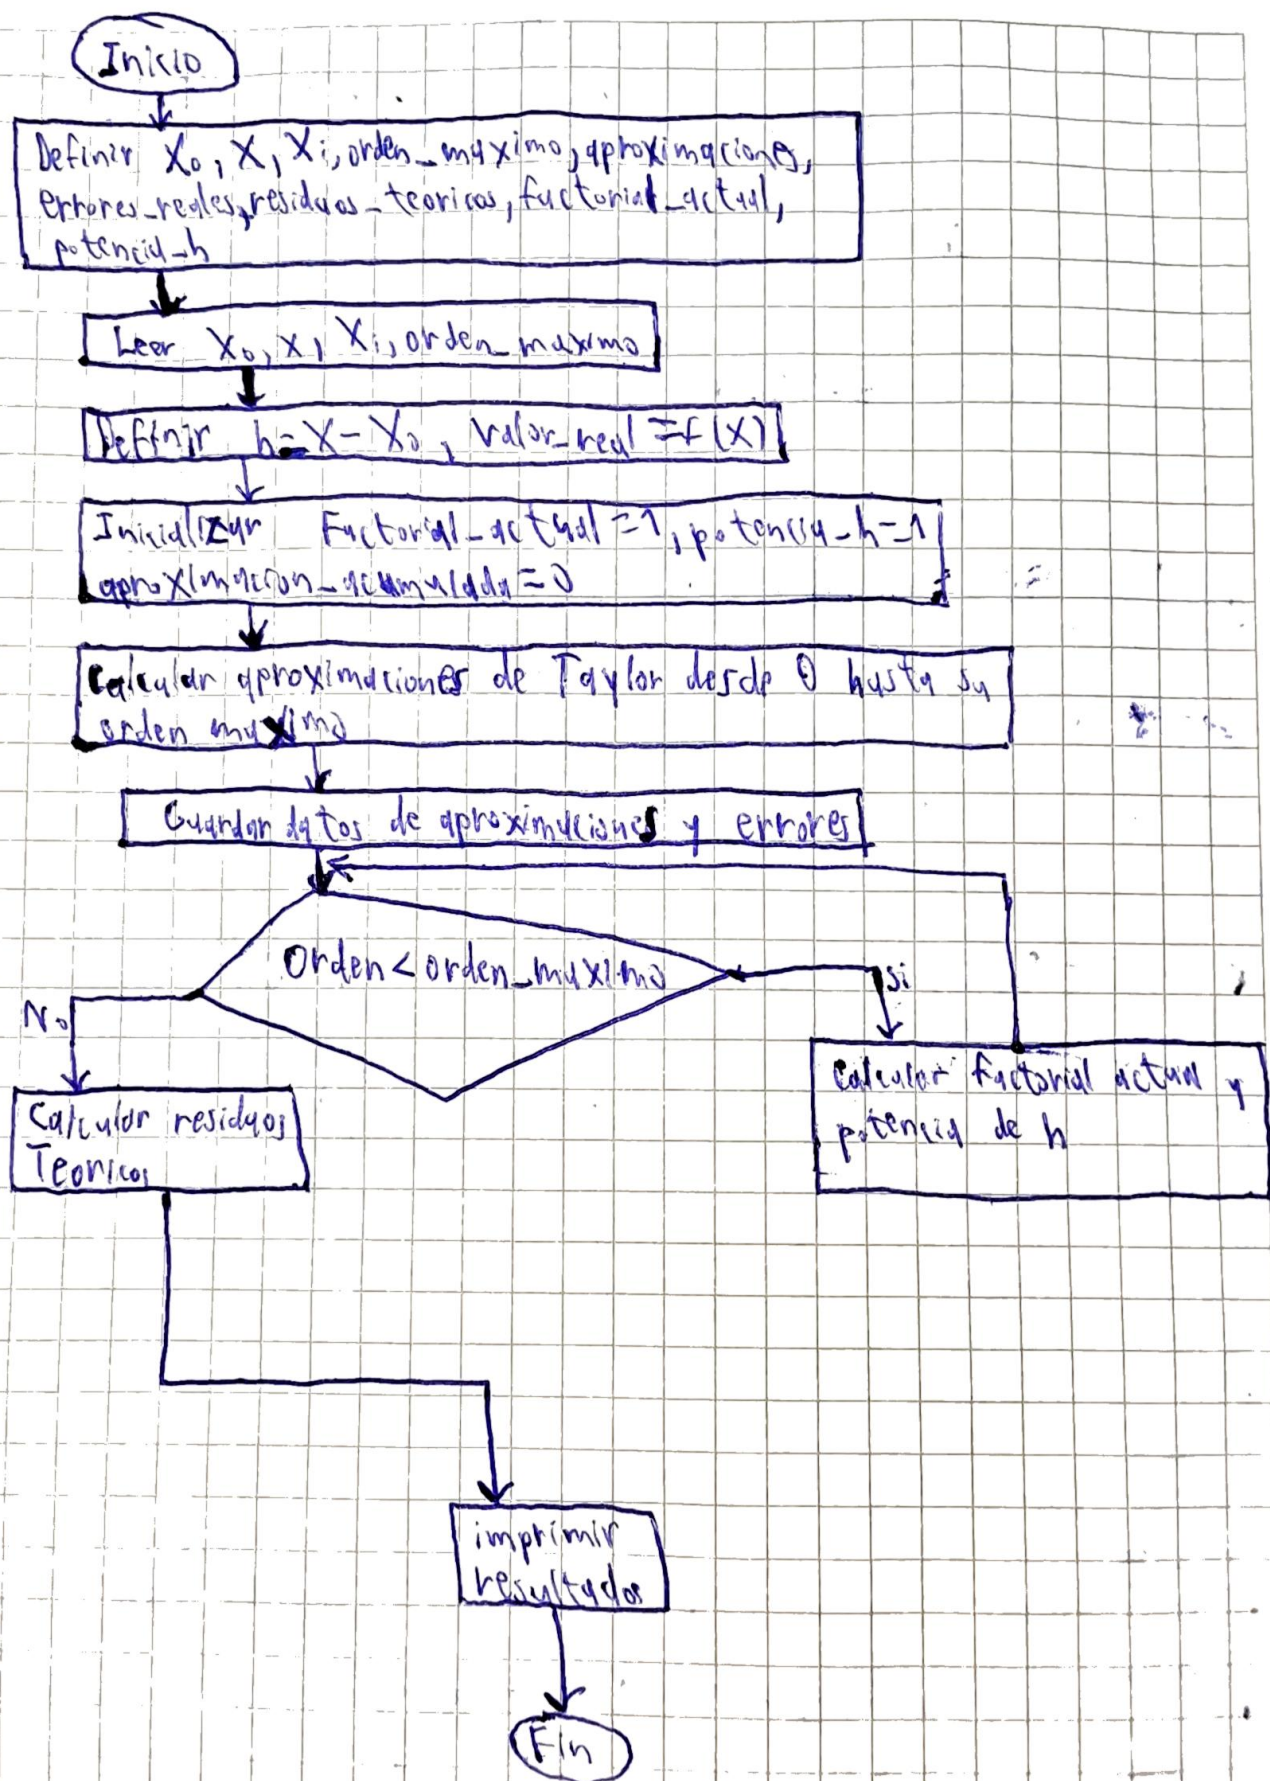 Inicio
Definir X₀, X, Xi, orden_maximo, aproximaciones,
errores_reales, residuos_teoricos, factorial_actual,
potencia_h
Leer X₀, x, Xi, orden_maximo
Definir h=X-X₀, Valor_real=f(X)
Inicializar Factorial_actual=1, potencia_h=1
aproximacion_acumulada=0
Calcular aproximaciones de Taylor desde 0 hasta su
orden maximo
Guardar datos de aproximaciones y errores
Orden<orden_maximo
Si
No
Calcular factorial actual y
potencia de h
Calcular residuos
Teoricos
imprimir
resultados
Fin